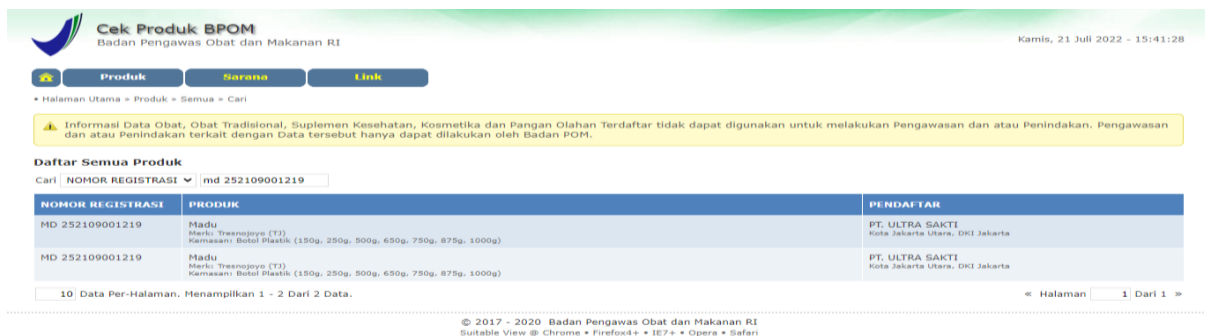 Cek Produk BPOM
Badan Pengawas Obat dan Makanan RI
Kamis, 21 Juli 2022 - 15:41:28
Produk Sarana Link
• Halaman Utama » Produk » Semua » Cari
Informasi Data Obat, Obat Tradisional, Suplemen Kesehatan, Kosmetika dan Pangan Olahan Terdaftar tidak dapat digunakan untuk melakukan Pengawasan dan atau Penindakan. Pengawasan
dan atau Penindakan terkait dengan Data tersebut hanya dapat dilakukan oleh Badan POM.
Daftar Semua Produk
Cari NOMOR REGISTRASI md 252109001219
NOMOR REGISTRASI PRODUK PENDAFTAR
MD 252109001219 Madu PT. ULTRA SAKTI
Merk: Tresnojoyo (TJ) Kota Jakarta Utara, DKI Jakarta
Kemasan: Botol Plastik (150g, 250g, 500g, 650g, 750g, 875g, 1000g)
MD 252109001219 Madu PT. ULTRA SAKTI
Merk: Tresnojoyo (TJ) Kota Jakarta Utara, DKI Jakarta
Kemasan: Botol Plastik (150g, 250g, 500g, 650g, 750g, 875g, 1000g)
10 Data Per-Halaman. Menampilkan 1 - 2 Dari 2 Data. « Halaman 1 Dari 1 »
© 2017 - 2020 Badan Pengawas Obat dan Makanan RI
Suitable View @ Chrome • Firefox4+ • IE7+ • Opera • Safari